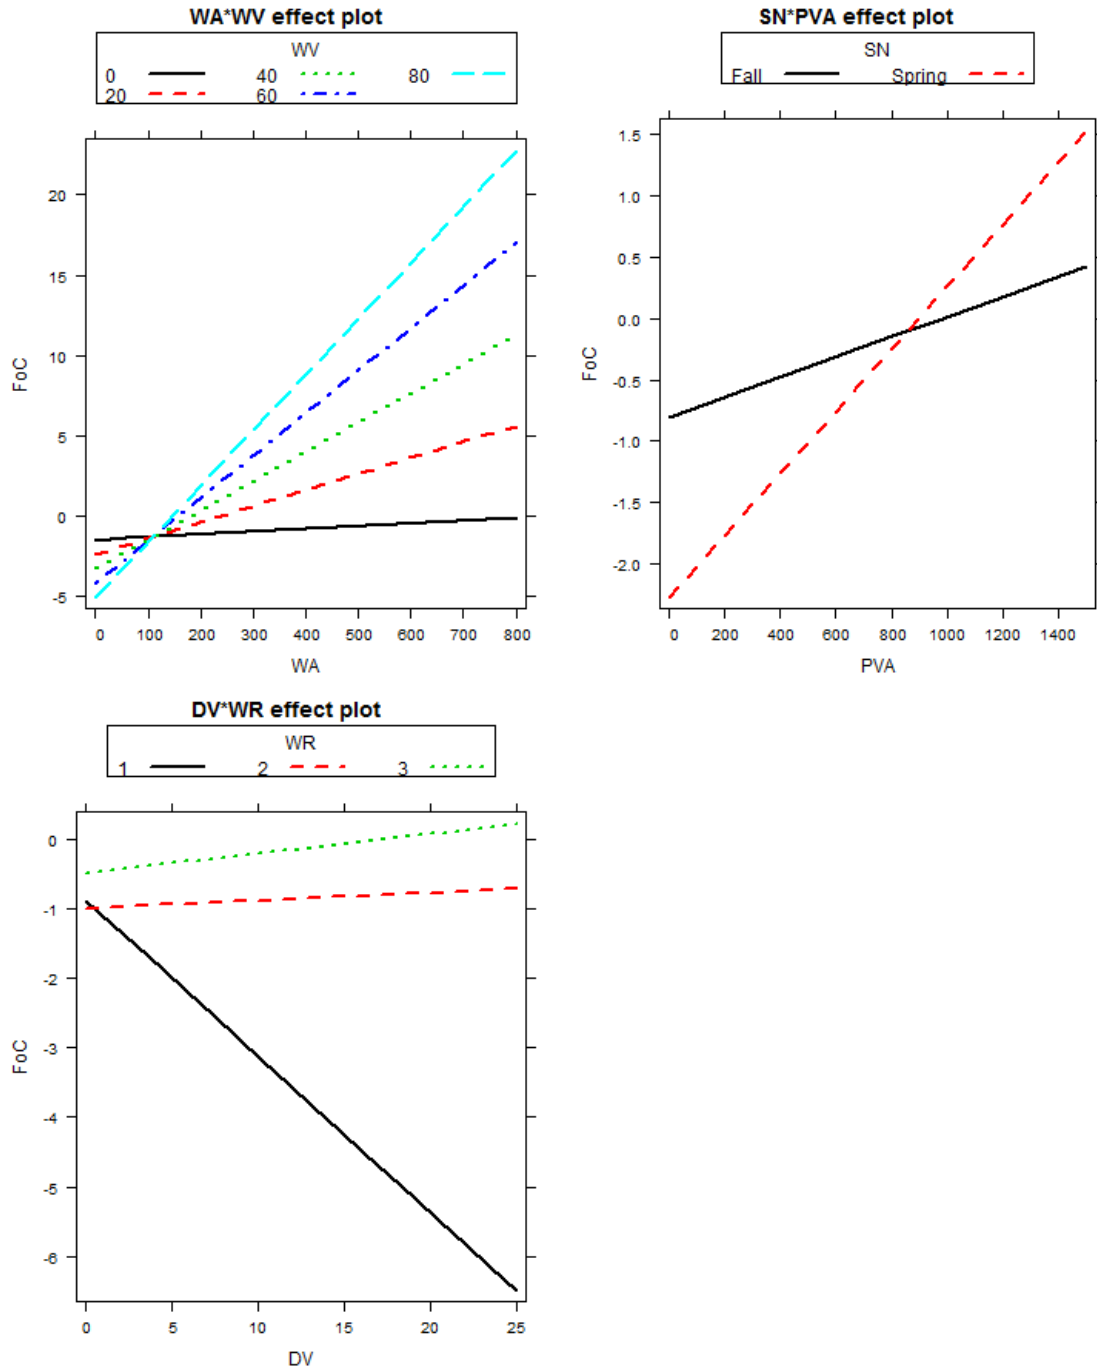 WA*WV effect plot
WV
0 40 80
20 60
20
15
10
5
0
-5
FoC
0 100 200 300 400 500 600 700 800
WA
SN*PVA effect plot
SN
Fall Spring
1.5
1.0
0.5
0.0
-0.5
-1.0
-1.5
-2.0
FoC
0 200 400 600 800 1000 1200 1400
PVA
DV*WR effect plot
WR
1 2 3
0
-1
-2
-3
-4
-5
-6
FoC
0 5 10 15 20 25
DV